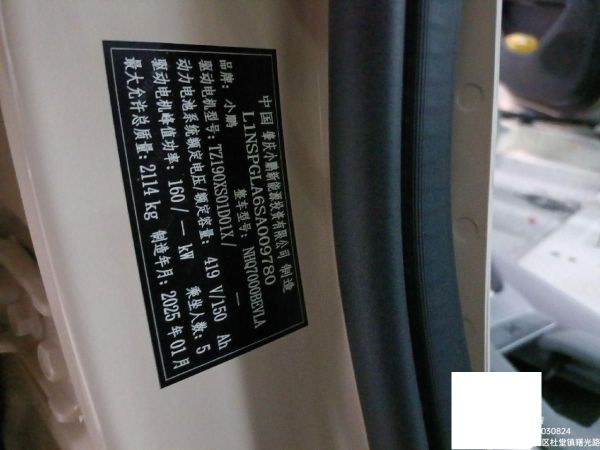 中国 肇庆小鹏新能源投资有限公司 制造
L1NSPGLA6SA009780
品牌：小鹏 整车型号：NHQ7000BEVLA
驱动电机型号：TZ190XS01D01X/ —
动力电池系统额定电压/额定容量：419 V/150 Ah
驱动电机峰值功率：160/ — kW 乘坐人数：5
最大允许总质量：2114 kg 制造年月：2025 年 01 月
030824
区杜堂镇曙光路